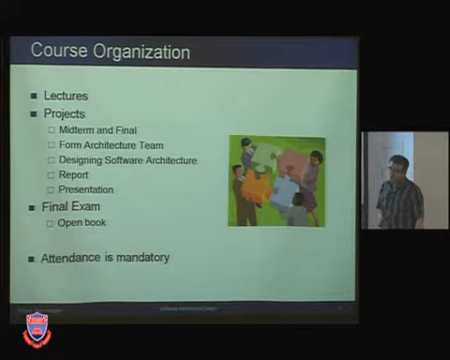 Course Organization
Lectures
Projects
Midterm and Final
Form Architecture Team
Designing Software Architecture
Report
Presentation
Final Exam
Open book
Attendance is mandatory